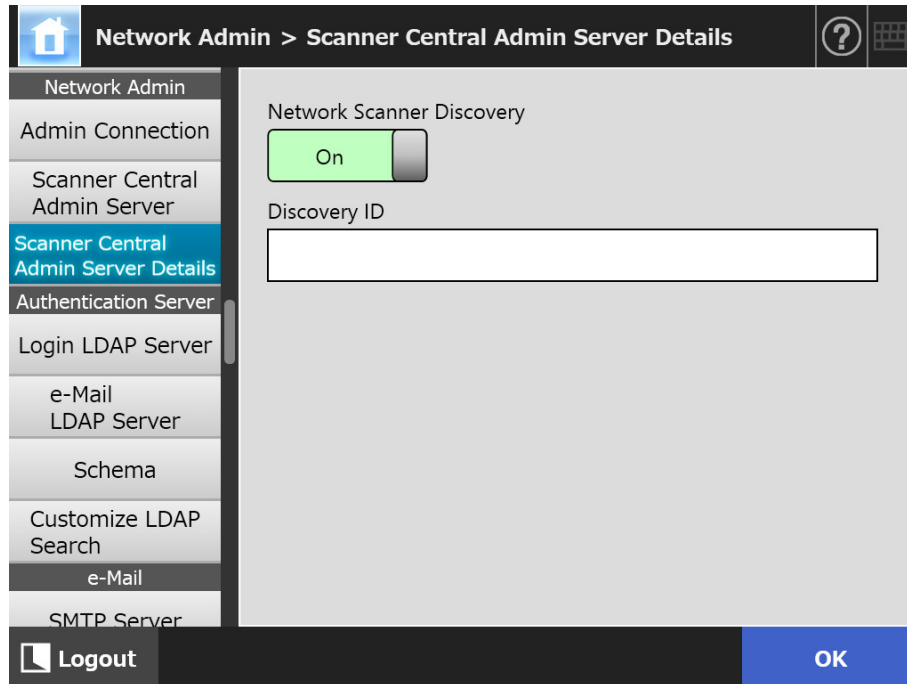 Network Admin > Scanner Central Admin Server Details
?
Network Admin
Admin Connection
Scanner Central
Admin Server
Scanner Central
Admin Server Details
Authentication Server
Login LDAP Server
e-Mail
LDAP Server
Schema
Customize LDAP
Search
e-Mail
SMTP Server
Network Scanner Discovery
On
Discovery ID
Logout
OK